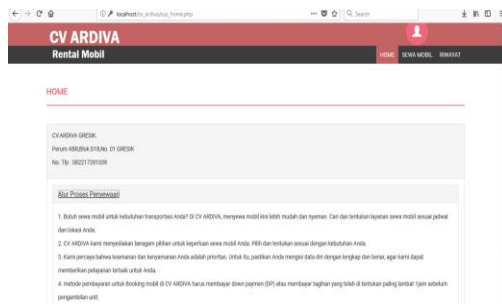 localhost/cv_ardiva/cus_home.php
Search
CV ARDIVA
Rental Mobil
HOME SEWA MOBIL RIWAYAT
HOME
CV.ARDIVA GRESIK.
Perum ABR,Blok D1B,No. 01 GRESIK
No. Tlp : 082217281039
Alur Proses Penyewaan
1. Butuh sewa mobil untuk kebutuhan transportasi Anda? Di CV ARDIVA, menyewa mobil kini lebih mudah dan nyaman. Cari dan tentukan layanan sewa mobil sesuai jadwal
dan lokasi Anda.
2. CV ARDIVA kami menyediakan beragam pilihan untuk keperluan sewa mobil Anda. Pilih dan tentukan sesuai dengan kebutuhan Anda.
3. Kami percaya bahwa keamanan dan kenyamanan Anda adalah prioritas. Untuk itu, pastikan Anda mengisi data diri dengan lengkap dan benar, agar kami dapat
memberikan pelayanan terbaik untuk Anda.
4. metode pembayaran untuk Booking mobil di CV ARDIVA harus membayar down paymen (DP) atau membayar tagihan yang telah di tentukan paling lambat 1jam sebelum
pengambilan unit.